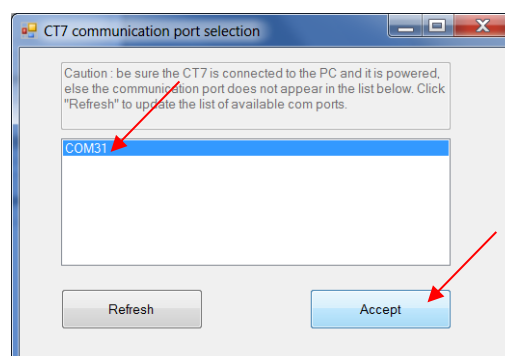 CT7 communication port selection
Caution : be sure the CT7 is connected to the PC and it is powered,
else the communication port does not appear in the list below. Click
"Refresh" to update the list of available com ports.
COM31
Refresh
Accept